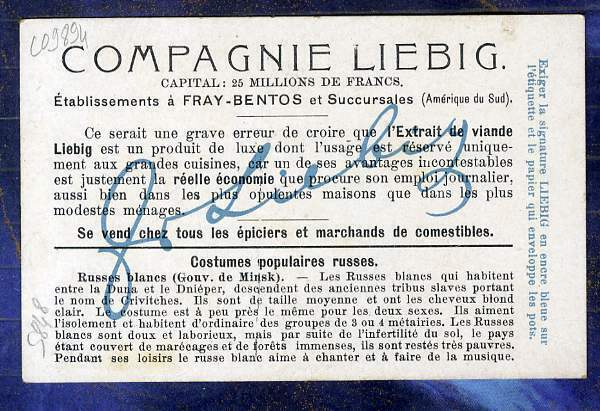 C09894
COMPAGNIE LIEBIG.
CAPITAL: 25 MILLIONS DE FRANCS.
Établissements à FRAY-BENTOS et Succursales (Amérique du Sud).
Ce serait une grave erreur de croire que l'Extrait de viande
Liebig est un produit de luxe dont l'usage est réservé unique-
ment aux grandes cuisines, car un de ses avantages incontestables
est justement la réelle économie que procure son emploi journalier,
aussi bien dans les plus opulentes maisons que dans les plus
modestes ménages.
J. v. Liebig
Se vend chez tous les épiciers et marchands de comestibles.
Costumes populaires russes.
Russes blancs (Gouv. de Minsk). — Les Russes blancs qui habitent
entre la Duna et le Dniéper, descendent des anciennes tribus slaves portant
le nom de Crivitches. Ils sont de taille moyenne et ont les cheveux blond
clair. Le costume est à peu près le même pour les deux sexes. Ils aiment
l'isolement et habitent d'ordinaire des groupes de 3 ou 4 métairies. Les Russes
blancs sont doux et laborieux, mais par suite de l'infertilité du sol, le pays
étant couvert de marécages et de forêts immenses, ils sont restés très pauvres.
Pendant ses loisirs le russe blanc aime à chanter et à faire de la musique.
Exiger la signature LIEBIG en encre bleue sur
l'étiquette et le papier qui enveloppe les pots.